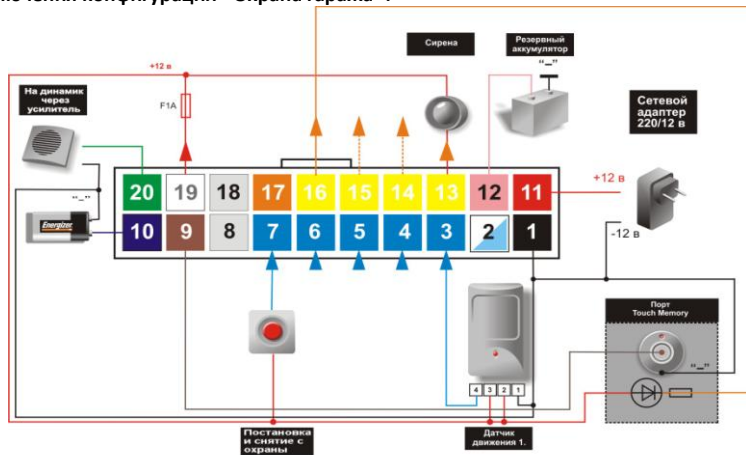 Сирена
Резервный
аккумулятор
“–”
Сетевой
адаптер
220/12 в
+12 в
F1A
На динамик
через
усилитель
“–”
Energizer
20 19 18 17 16 15 14 13 12 11
10 9 8 7 6 5 4 3 2 1
+12 в
-12 в
Порт
Touch Memory
“–”
4 3 2 1
Постановка
и снятие с
охраны
Датчик
движения 1.